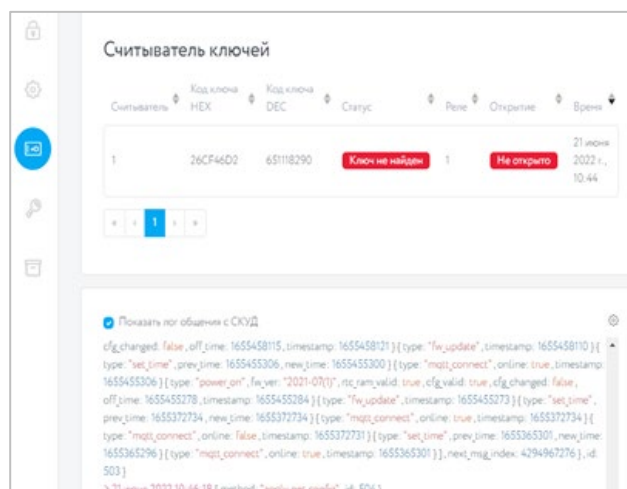 Считыватель ключей
Код ключа Код ключа
Считыватель HEX DEC Статус Реле Открытие Время
21 июня
1 26CF46D2 651118290 Ключ не найден 1 Не открыто 2022 г.,
10:44
« ‹ 1 › »
Показать лог общения с СКУД
cfg_changed: false , off_time: 1655458115 , timestamp: 1655458121 } { type: "fw_update" , timestamp: 1655458110 } {
type: "set_time" , prev_time: 1655455306 , new_time: 1655455300 } { type: "mqtt_connect" , online: true , timestamp:
1655455306 } { type: "power_on" , fw_ver: "2021-07(1)" , rtc_ram_valid: true , cfg_valid: true , cfg_changed: false ,
off_time: 1655455278 , timestamp: 1655455284 } { type: "fw_update" , timestamp: 1655455273 } { type: "set_time" ,
prev_time: 1655372734 , new_time: 1655372734 } { type: "mqtt_connect" , online: true , timestamp: 1655372734 } {
type: "mqtt_connect" , online: false , timestamp: 1655372731 } { type: "set_time" , prev_time: 1655365301 , new_time:
1655365296 } { type: "mqtt_connect" , online: true , timestamp: 1655365301 } ] , next_msg_index: 4294967276 } , id:
503 }